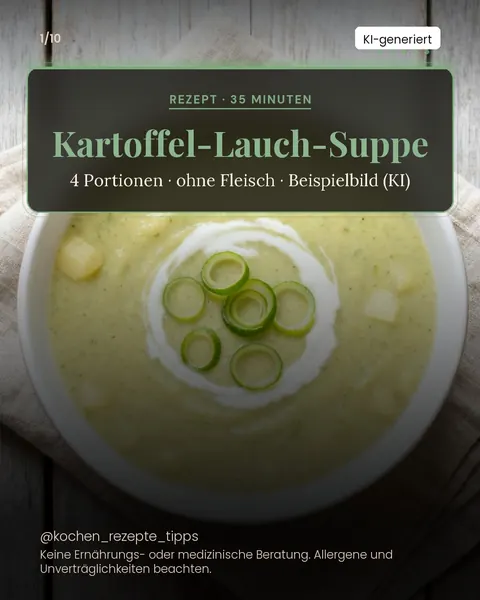 1/10
KI-generiert
REZEPT · 35 MINUTEN
Kartoffel-Lauch-Suppe
4 Portionen · ohne Fleisch · Beispielbild (KI)
@kochen_rezepte_tipps
Keine Ernährungs- oder medizinische Beratung. Allergene und
Unverträglichkeiten beachten.